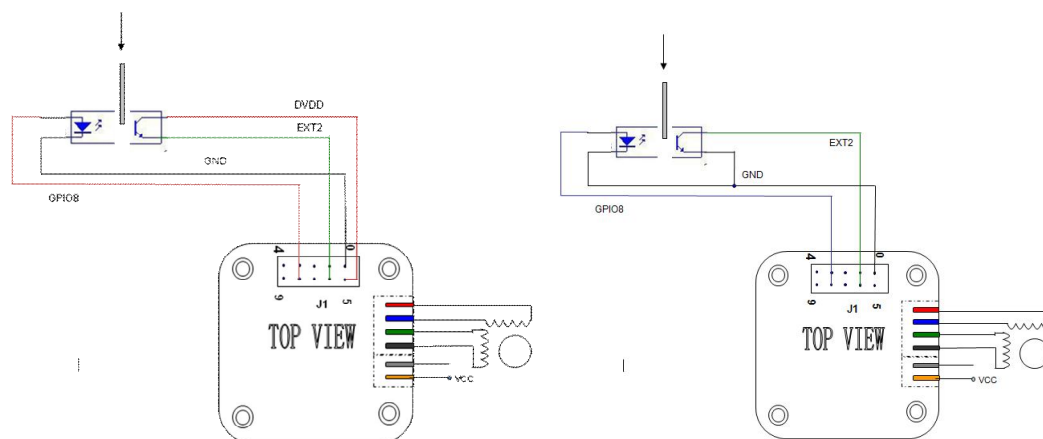 DVDD
EXT2
GND
GPIO8
4
0
9
5
J1
TOP VIEW
VCC
EXT2
GND
GPIO8
4
0
9
5
J1
TOP VIEW
VCC